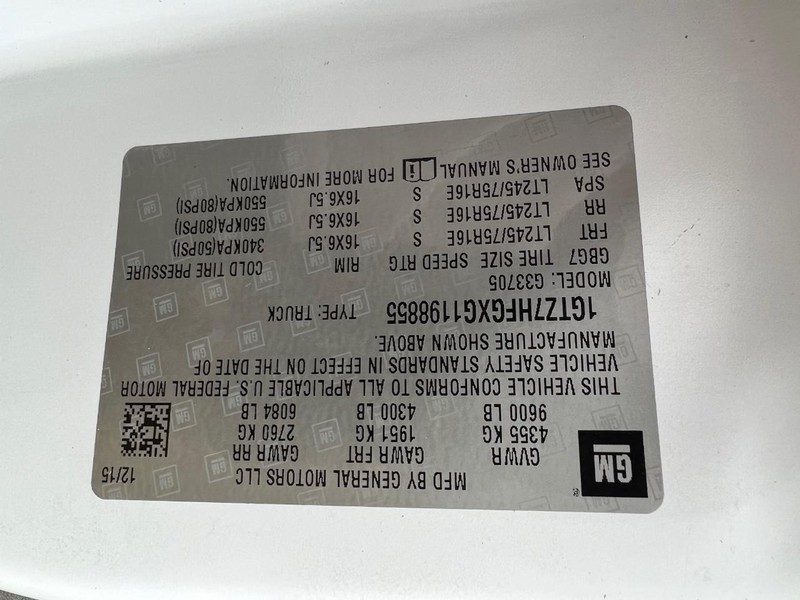 GM
MFD BY GENERAL MOTORS LLC 12/15
GVWR GAWR FRT GAWR RR
4355 KG 1951 KG 2760 KG
9600 LB 4300 LB 6084 LB
THIS VEHICLE CONFORMS TO ALL APPLICABLE U.S. FEDERAL MOTOR
VEHICLE SAFETY STANDARDS IN EFFECT ON THE DATE OF
MANUFACTURE SHOWN ABOVE.
1GTZ7HFGXG1198855 TYPE: TRUCK
MODEL: G33705
GBG7 TIRE SIZE SPEED RTG RIM COLD TIRE PRESSURE
FRT LT245/75R16E S 16X6.5J 340KPA(50PSI)
RR LT245/75R16E S 16X6.5J 550KPA(80PSI)
SPA LT245/75R16E S 16X6.5J 550KPA(80PSI)
SEE OWNER'S MANUAL FOR MORE INFORMATION.